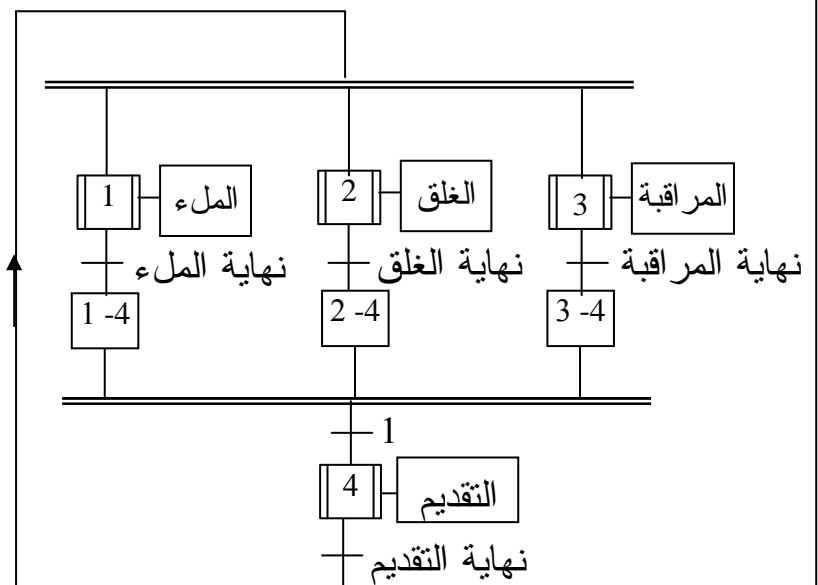 1 الملء 2 الغلق 3 المراقبة
نهاية الملء نهاية الغلق نهاية المراقبة
1 -4 2 -4 3 -4
1
4 التقديم
نهاية التقديم